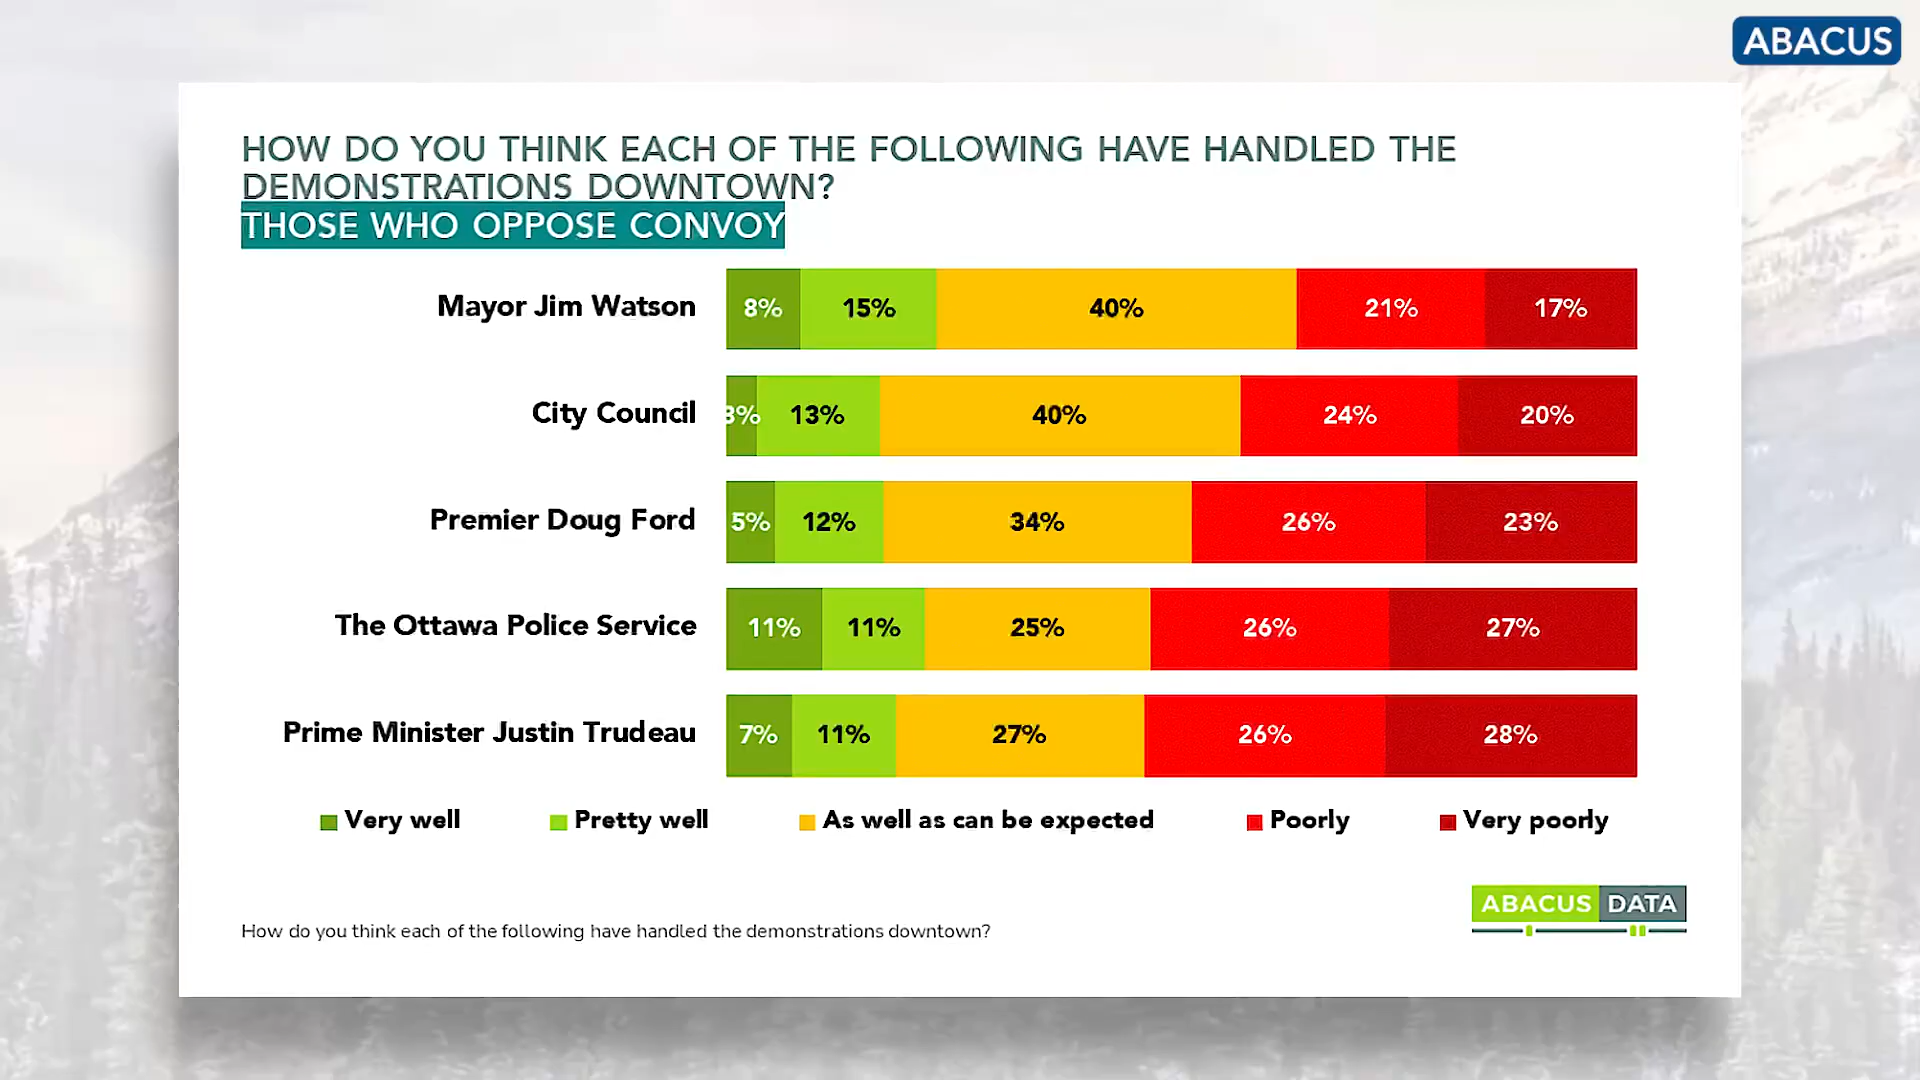 ABACUS
HOW DO YOU THINK EACH OF THE FOLLOWING HAVE HANDLED THE
DEMONSTRATIONS DOWNTOWN?
THOSE WHO OPPOSE CONVOY
Mayor Jim Watson 8% 15% 40% 21% 17%
City Council 3% 13% 40% 24% 20%
Premier Doug Ford 5% 12% 34% 26% 23%
The Ottawa Police Service 11% 11% 25% 26% 27%
Prime Minister Justin Trudeau 7% 11% 27% 26% 28%
Very well Pretty well As well as can be expected Poorly Very poorly
ABACUS DATA
How do you think each of the following have handled the demonstrations downtown?